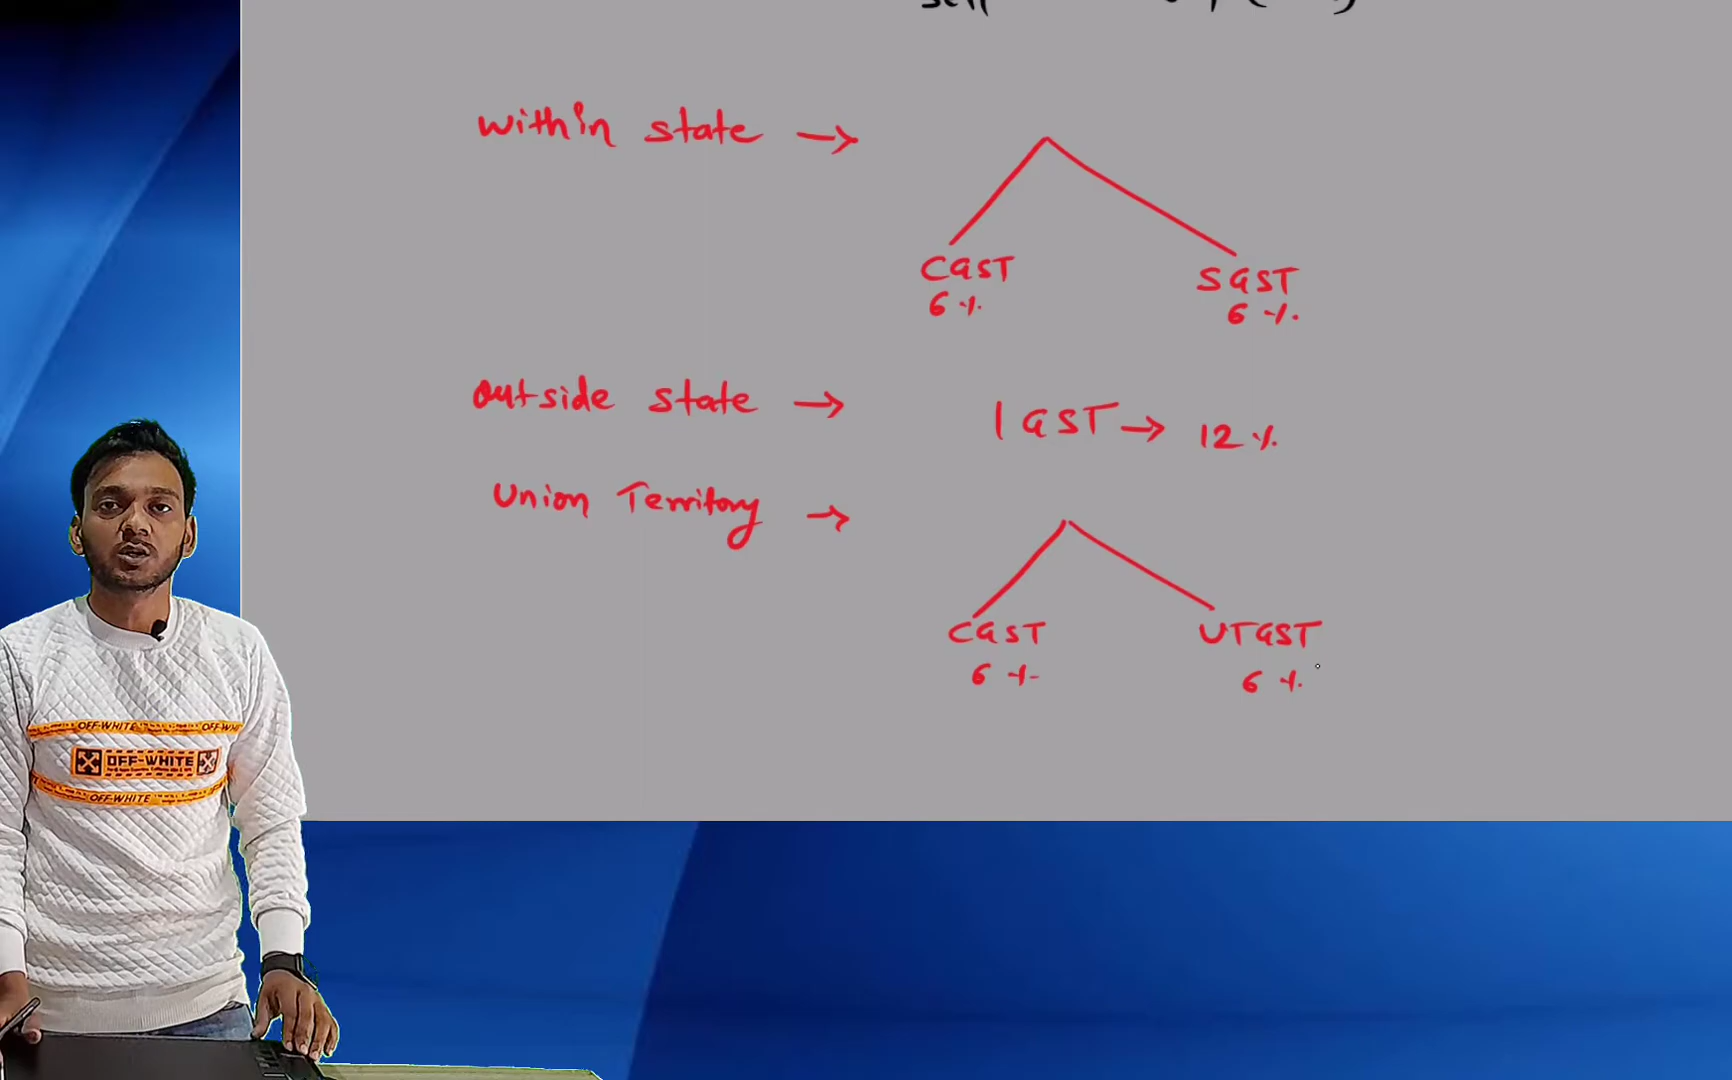 within state →
CGST SGST
6 % 6 %
outside state → IGST → 12 %
Union Territory →
CGST UTGST
6 % 6 %
OFF-WHITE OFF-WHITE
OFF-WHITE
OFF-WHITE